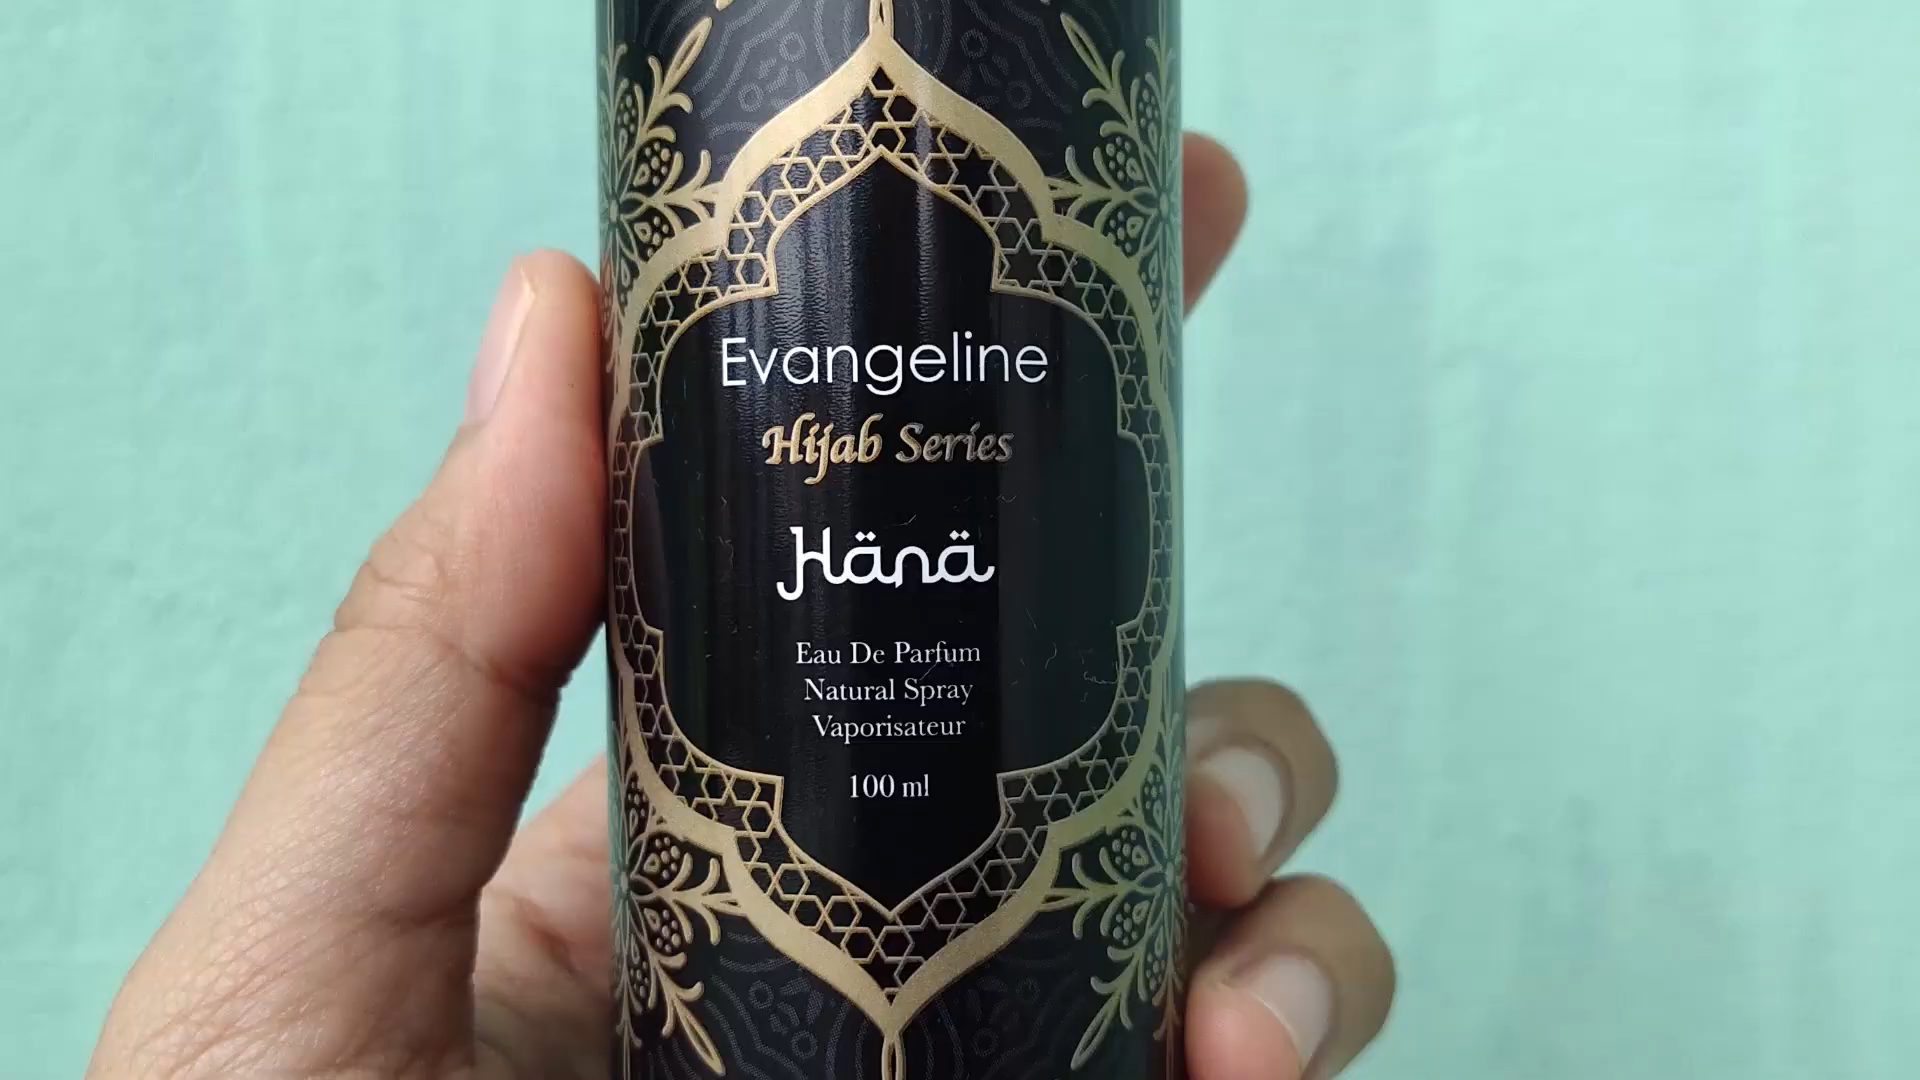 Evangeline
Hijab Series
Hänä
Eau De Parfum
Natural Spray
Vaporisateur
100 ml